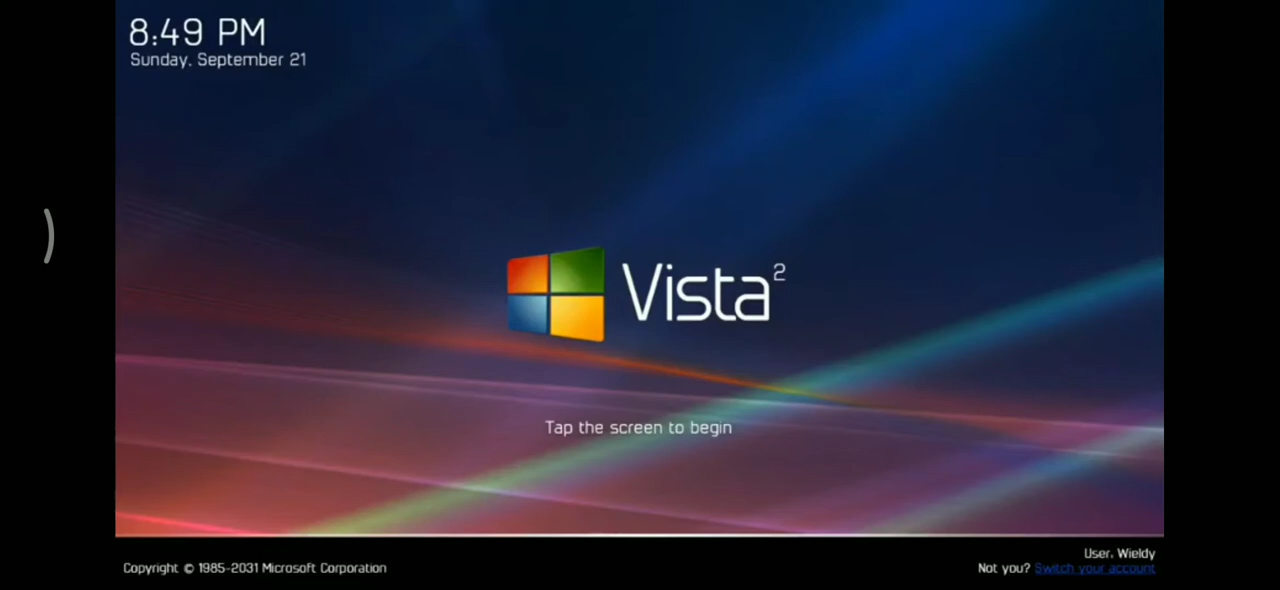 8:49 PM
Sunday, September 21
Vista²
Tap the screen to begin
Copyright © 1985-2031 Microsoft Corporation
User, Wieldy
Not you? Switch your account